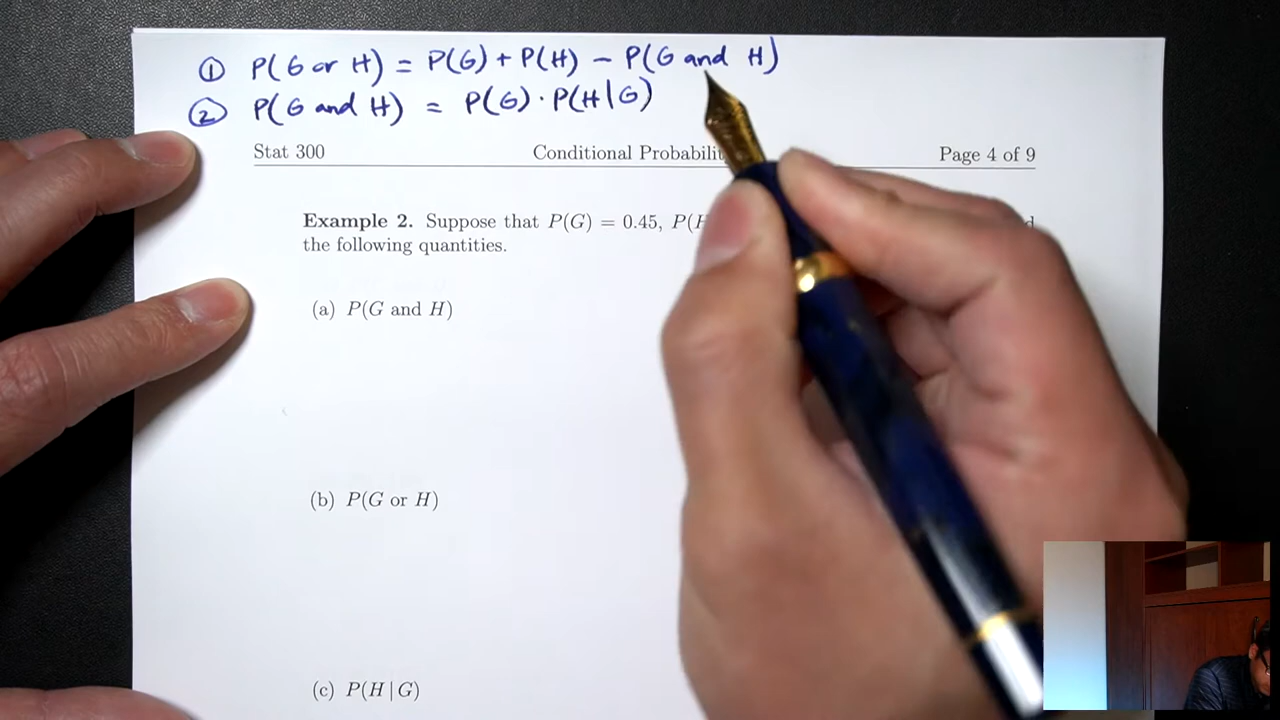 ① P(G or H) = P(G) + P(H) − P(G and H)
② P(G and H) = P(G) · P(H|G)
Stat 300 Conditional Page 4 of 9
Example 2. Suppose that P(G) = 0.45,
the following quantities.
(a) P(G and H)
(b) P(G or H)
(c) P(H | G)